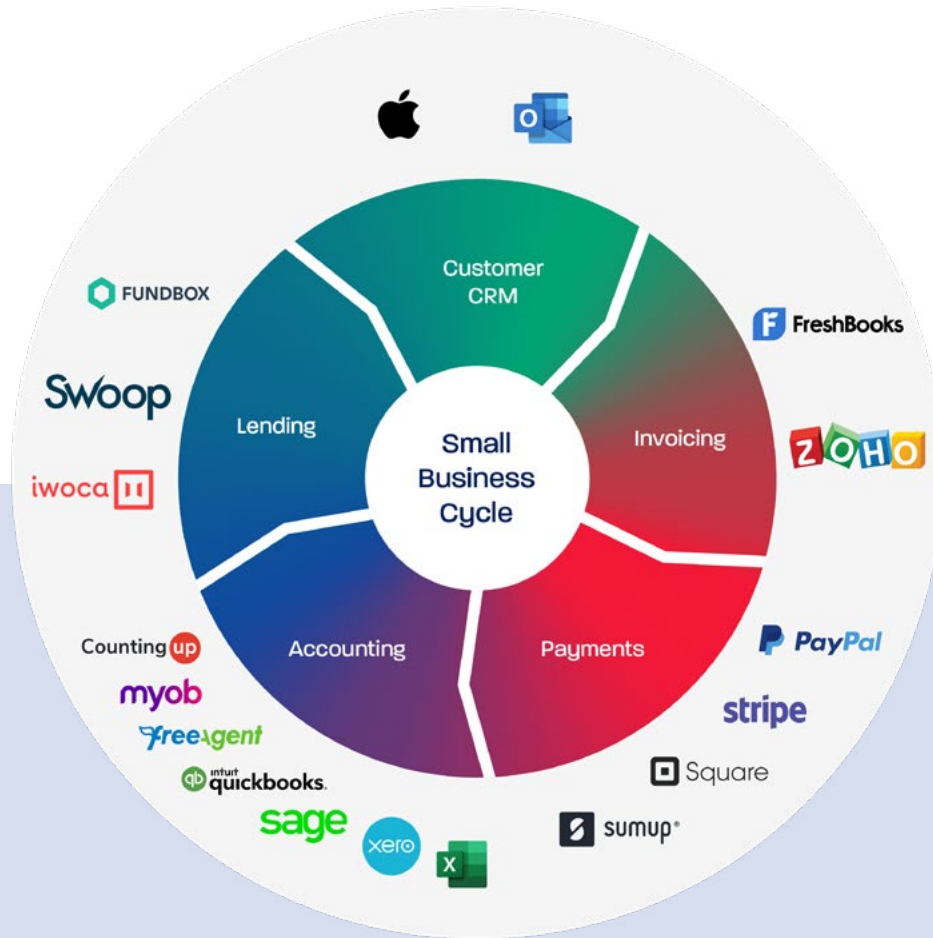 O
Customer
CRM
FUNDBOX
F FreshBooks
Swoop
Lending
Invoicing
ZOHO
Small
Business
Cycle
iwoca
Counting up
Accounting
Payments
PayPal
myob
stripe
freeagent
Square
qb intuit quickbooks.
sage
sumup®
xero
X